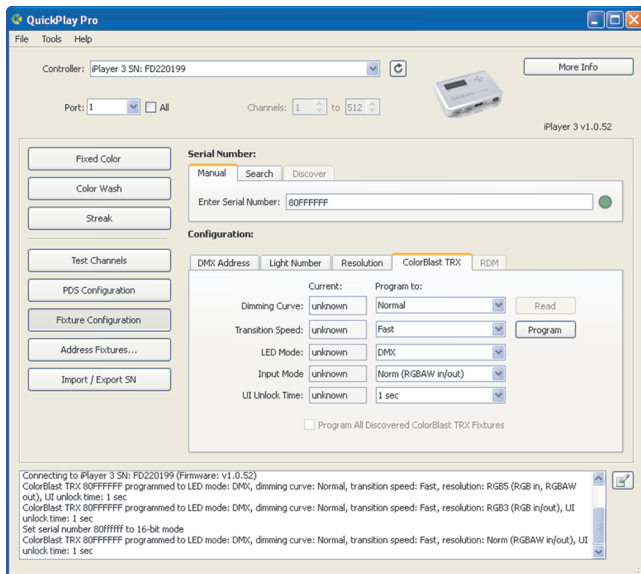 QuickPlay Pro
File Tools Help
Controller: iPlayer 3 SN: FD220199
More Info
Port: 1 All Channels: 1 to 512
iPlayer 3 v1.0.52
Fixed Color
Color Wash
Streak
Test Channels
PDS Configuration
Fixture Configuration
Address Fixtures...
Import / Export SN
Serial Number:
Manual Search Discover
Enter Serial Number: 80FFFFFF
Configuration:
DMX Address Light Number Resolution ColorBlast TRX RDM
Current: Program to:
Dimming Curve: unknown Normal Read
Transition Speed: unknown Fast Program
LED Mode: unknown DMX
Input Mode unknown Norm (RGBAW in/out)
UI Unlock Time: unknown 1 sec
Program All Discovered ColorBlast TRX Fixtures
Connecting to iPlayer 3 SN: FD220199 (Firmware: v1.0.52)
ColorBlast TRX 80FFFFFF programmed to LED mode: DMX, dimming curve: Normal, transition speed: Fast, resolution: RGB5 (RGB in, RGBAW
out), UI unlock time: 1 sec
ColorBlast TRX 80FFFFFF programmed to LED mode: DMX, dimming curve: Normal, transition speed: Fast, resolution: RGB3 (RGB in/out), UI
unlock time: 1 sec
Set serial number 80ffffff to 16-bit mode
ColorBlast TRX 80FFFFFF programmed to LED mode: DMX, dimming curve: Normal, transition speed: Fast, resolution: Norm (RGBAW in/out), UI
unlock time: 1 sec